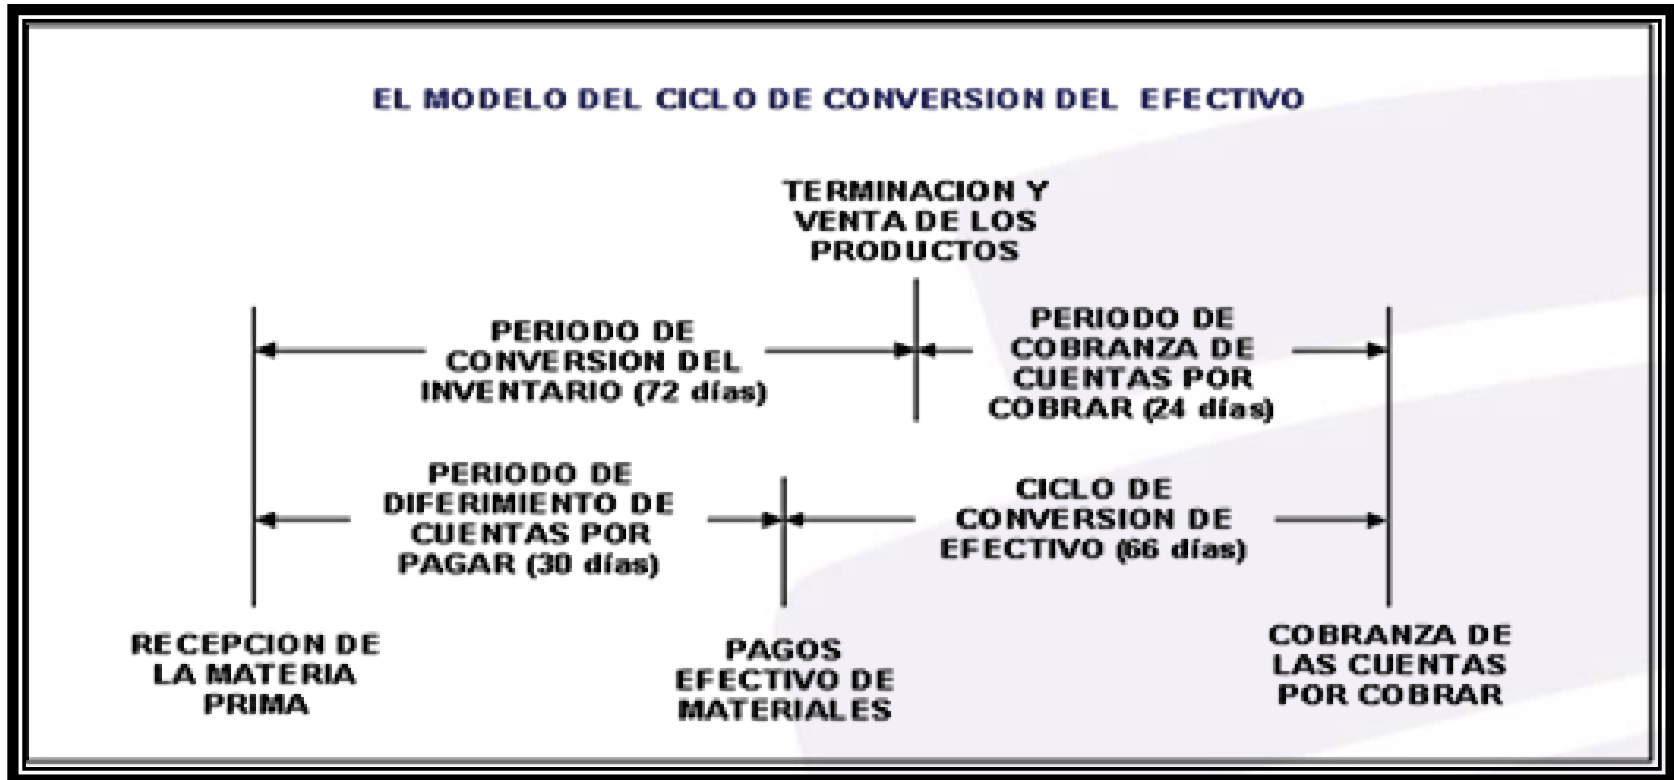 EL MODELO DEL CICLO DE CONVERSION DEL EFECTIVO
TERMINACION Y
VENTA DE LOS
PRODUCTOS
PERIODO DE
CONVERSION DEL
INVENTARIO (72 días)
PERIODO DE
COBRANZA DE
CUENTAS POR
COBRAR (24 días)
PERIODO DE
DIFERIMIENTO DE
CUENTAS POR
PAGAR (30 días)
CICLO DE
CONVERSION DE
EFECTIVO (66 días)
RECEPCION DE
LA MATERIA
PRIMA
PAGOS
EFECTIVO DE
MATERIALES
COBRANZA DE
LAS CUENTAS
POR COBRAR